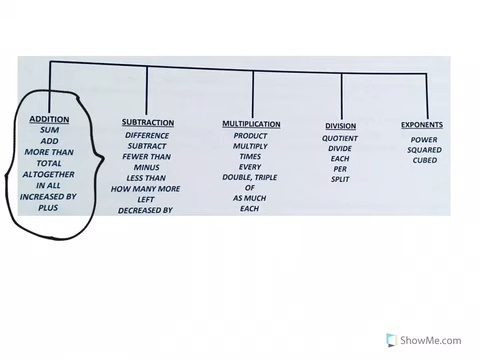 ADDITION
SUM
ADD
MORE THAN
TOTAL
ALTOGETHER
IN ALL
INCREASED BY
PLUS
SUBTRACTION
DIFFERENCE
SUBTRACT
FEWER THAN
MINUS
LESS THAN
HOW MANY MORE
LEFT
DECREASED BY
MULTIPLICATION
PRODUCT
MULTIPLY
TIMES
EVERY
DOUBLE, TRIPLE
OF
AS MUCH
EACH
DIVISION
QUOTIENT
DIVIDE
EACH
PER
SPLIT
EXPONENTS
POWER
SQUARED
CUBED
ShowMe.com